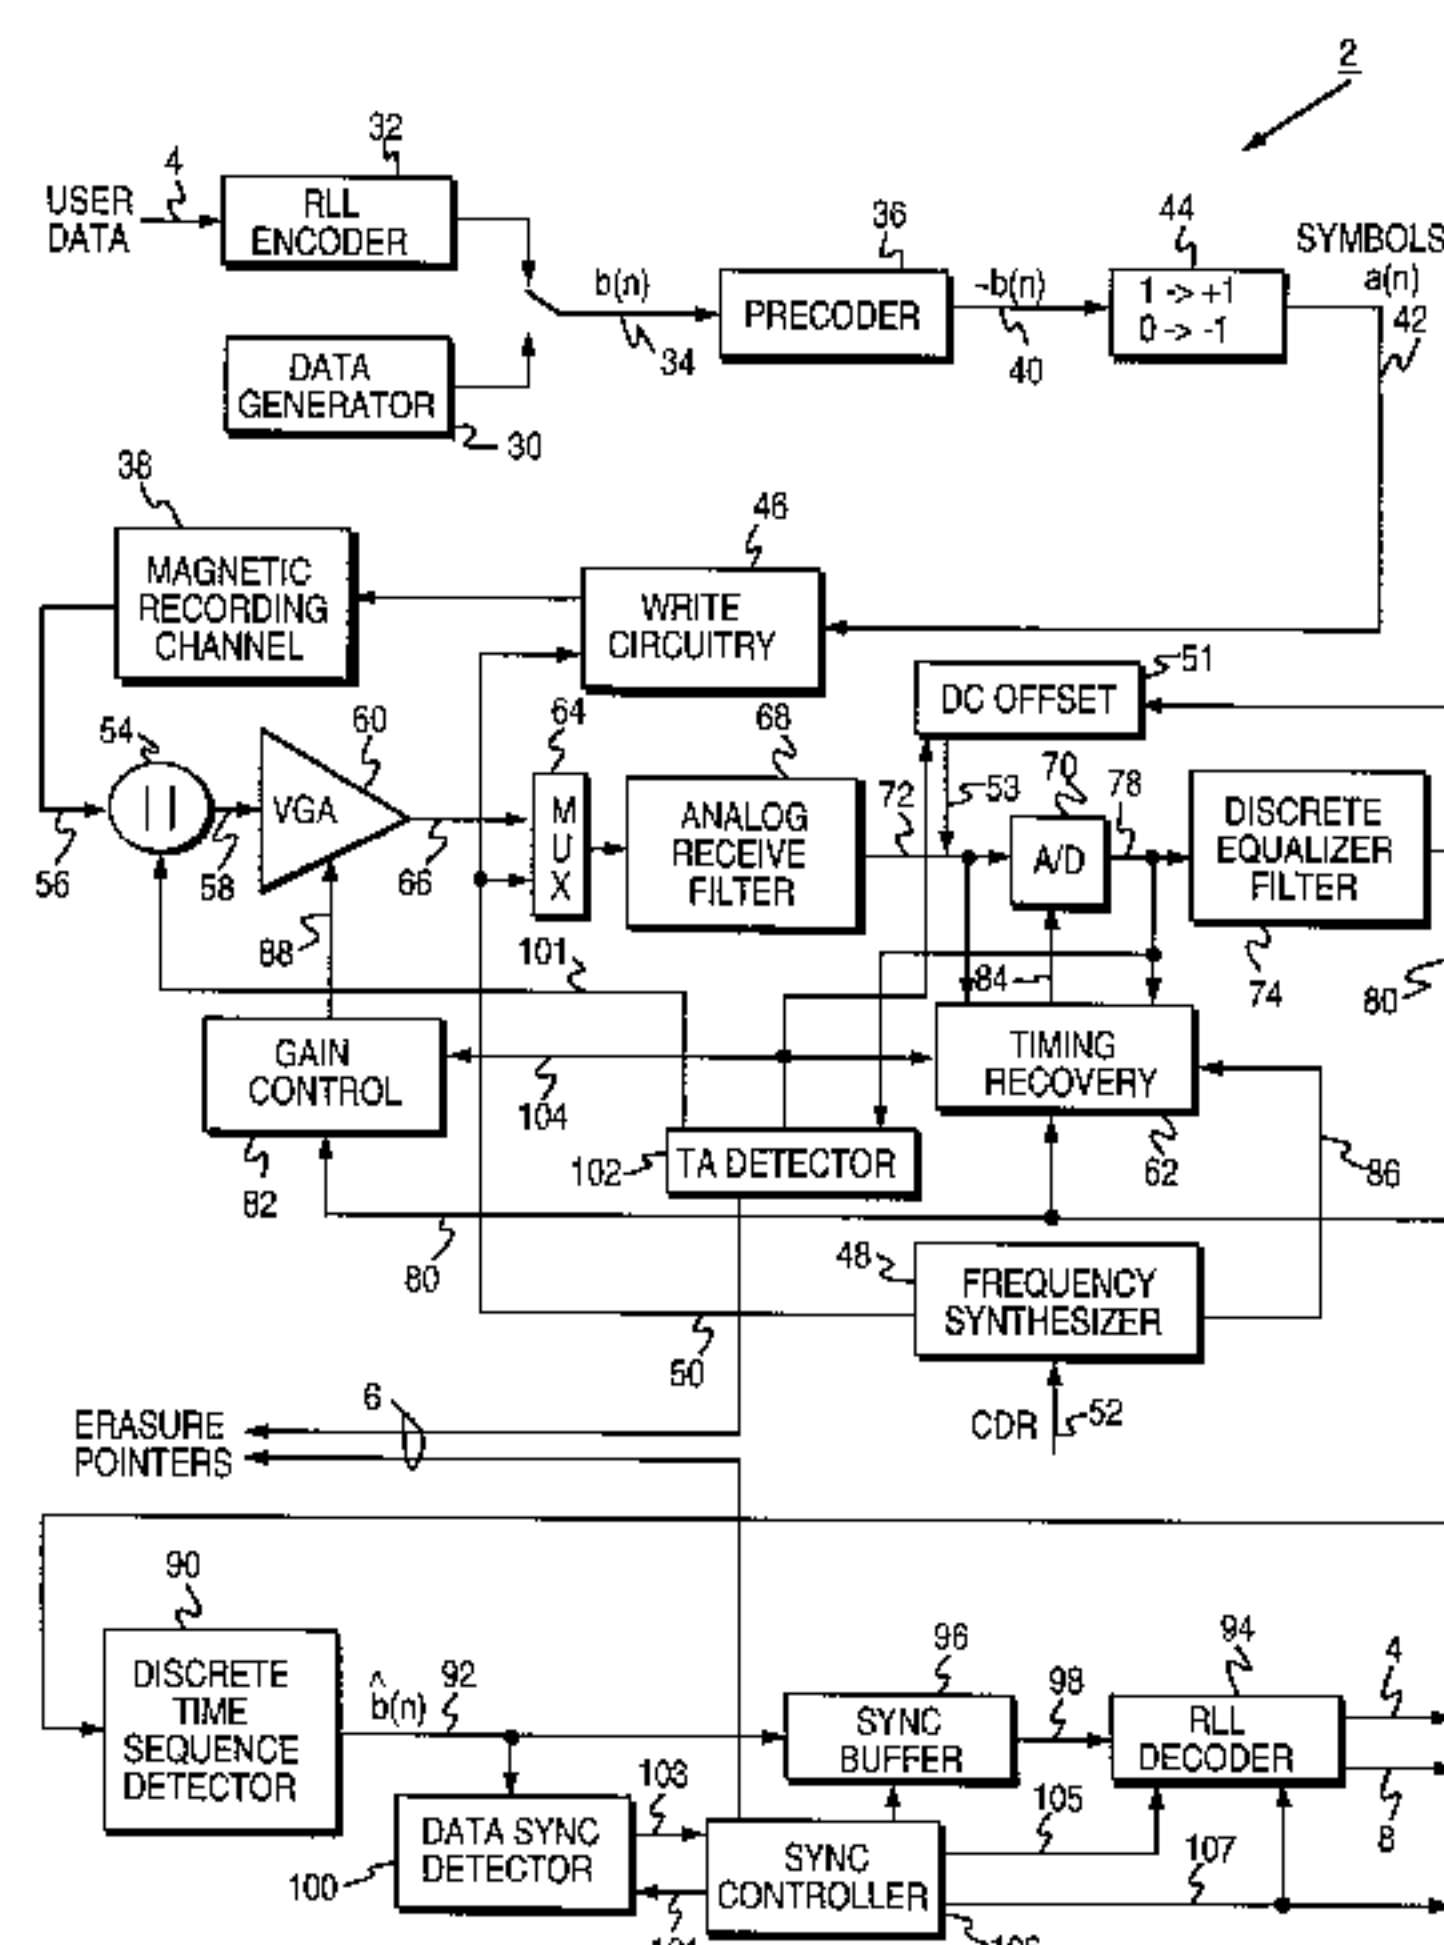 2
32
4
USER
DATA
RLL
ENCODER
36
44
SYMBOLS
a(n)
42
b(n)
34
PRECODER
~b(n)
40
1 -> +1
0 -> -1
DATA
GENERATOR
30
38
MAGNETIC
RECORDING
CHANNEL
46
WRITE
CIRCUITRY
51
DC OFFSET
54
60
64
68
VGA
56
58
66
MUX
ANALOG
RECEIVE
FILTER
72
53
70
78
A/D
DISCRETE
EQUALIZER
FILTER
74
80
88
101
84
GAIN
CONTROL
82
104
TIMING
RECOVERY
62
86
102
TA DETECTOR
80
48
FREQUENCY
SYNTHESIZER
50
CDR
52
6
ERASURE
POINTERS
90
DISCRETE
TIME
SEQUENCE
DETECTOR
b̂(n)
92
96
SYNC
BUFFER
98
94
RLL
DECODER
4
8
103
DATA SYNC
DETECTOR
100
SYNC
CONTROLLER
105
107